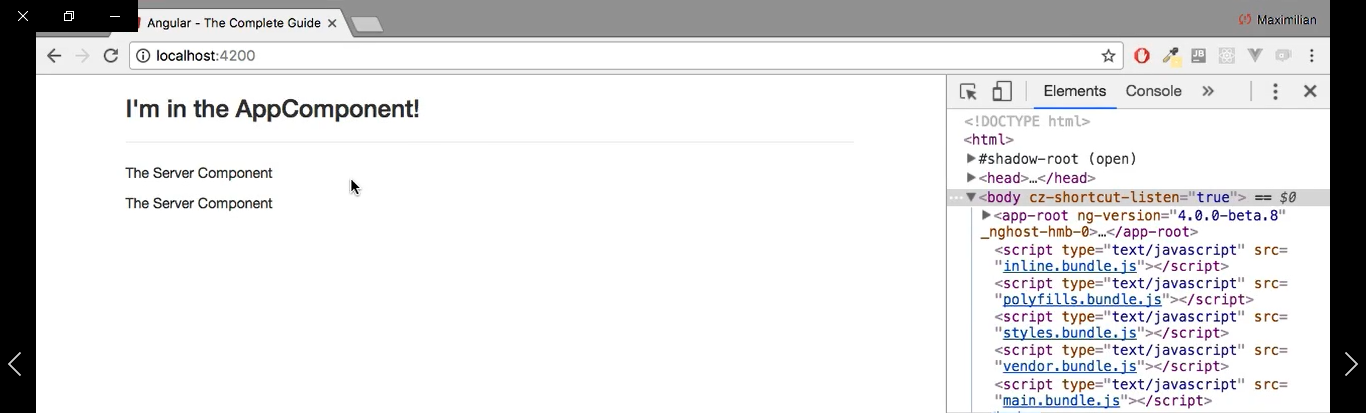 Angular - The Complete Guide
Maximilian
localhost:4200
Elements Console
I'm in the AppComponent!
The Server Component
The Server Component
<!DOCTYPE html>
<html>
#shadow-root (open)
<head>…</head>
<body cz-shortcut-listen="true"> == $0
<app-root ng-version="4.0.0-beta.8"
_nghost-hmb-0>…</app-root>
<script type="text/javascript" src=
"inline.bundle.js"></script>
<script type="text/javascript" src=
"polyfills.bundle.js"></script>
<script type="text/javascript" src=
"styles.bundle.js"></script>
<script type="text/javascript" src=
"vendor.bundle.js"></script>
<script type="text/javascript" src=
"main.bundle.js"></script>